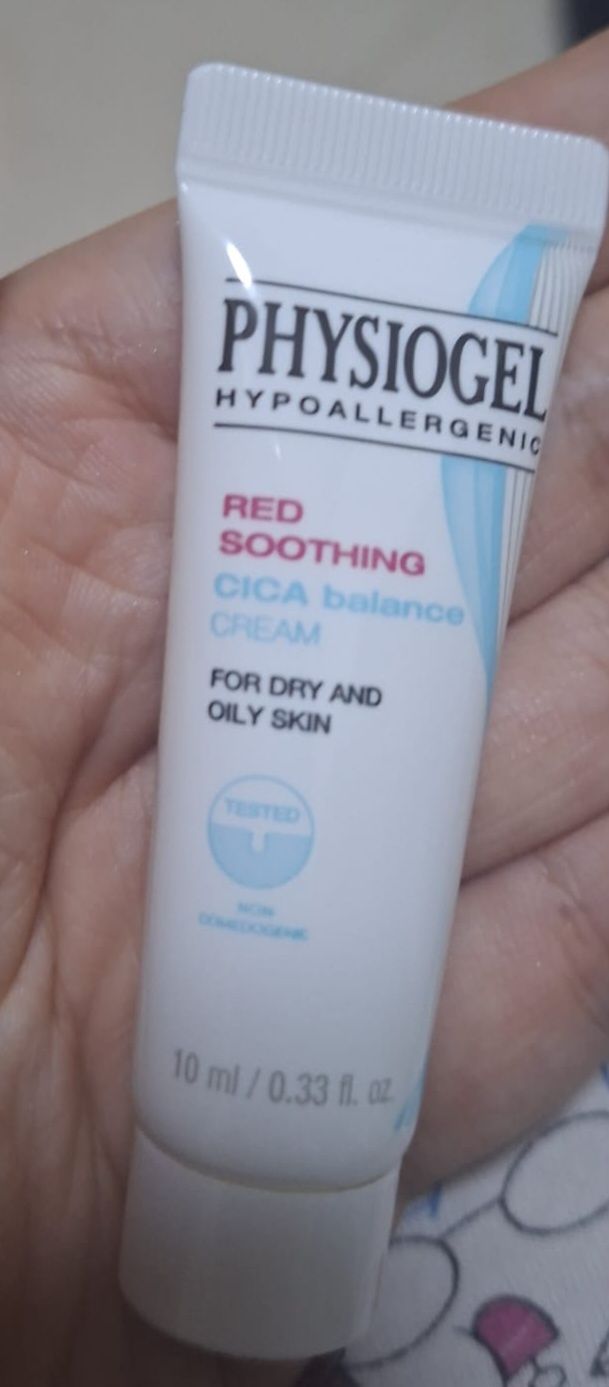 PHYSIOGEL
HYPOALLERGENIC
RED
SOOTHING
CICA balance
CREAM
FOR DRY AND
OILY SKIN
TESTED
NON
COMEDOGENIC
10 ml / 0.33 fl. oz.